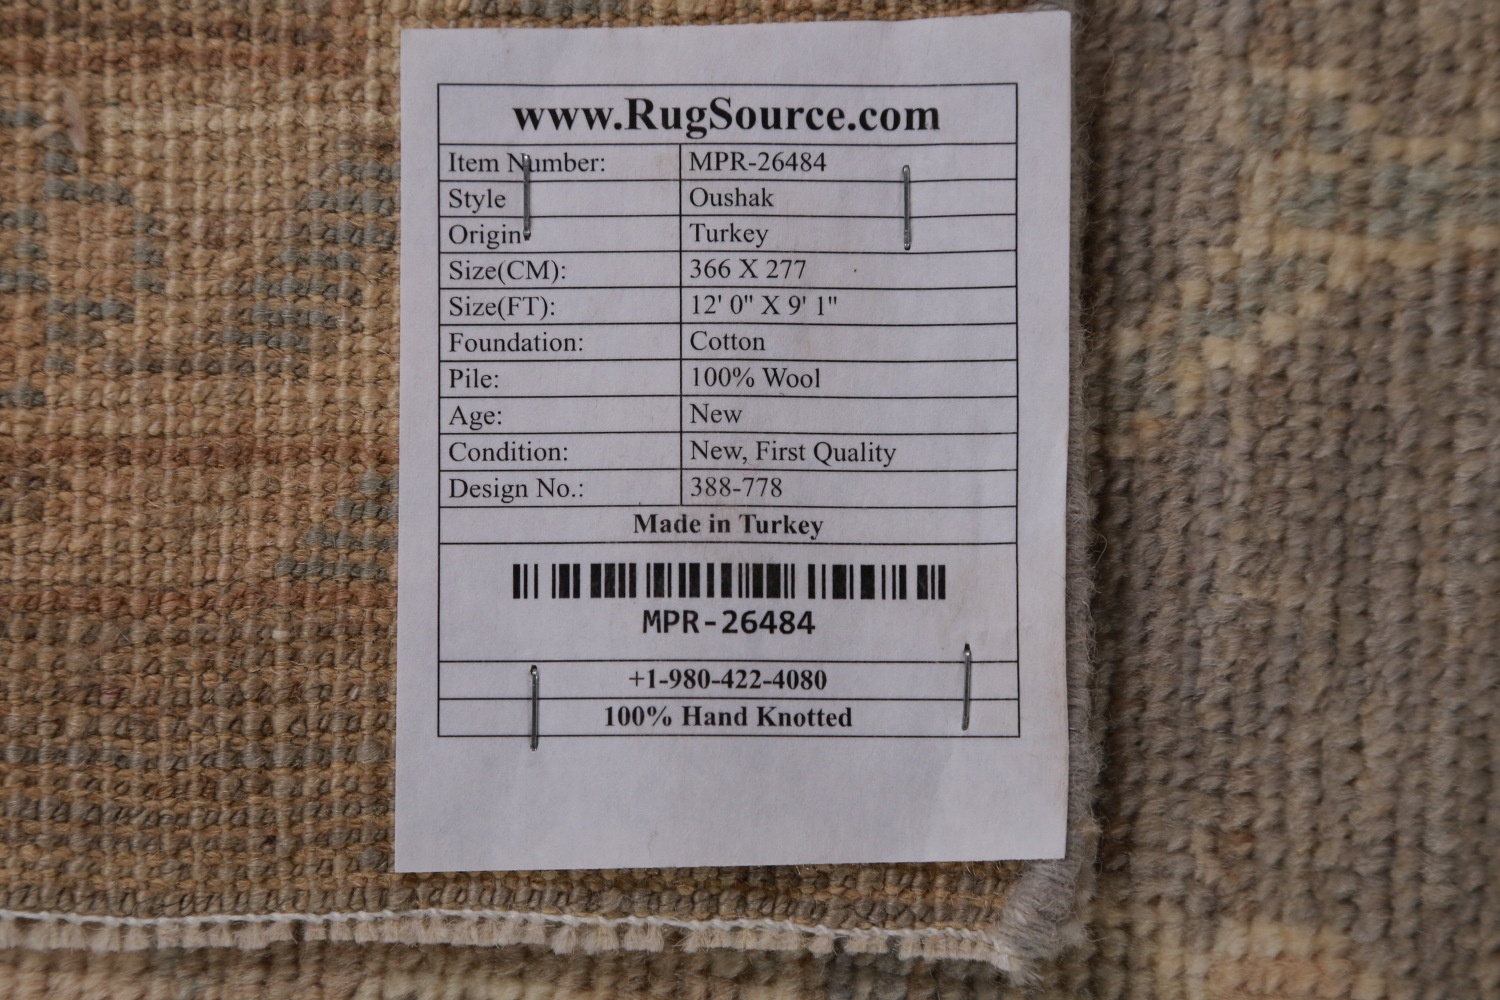 www.RugSource.com
Item Number: MPR-26484
Style Oushak
Origin: Turkey
Size(CM): 366 X 277
Size(FT): 12' 0" X 9' 1"
Foundation: Cotton
Pile: 100% Wool
Age: New
Condition: New, First Quality
Design No.: 388-778
Made in Turkey
MPR-26484
+1-980-422-4080
100% Hand Knotted